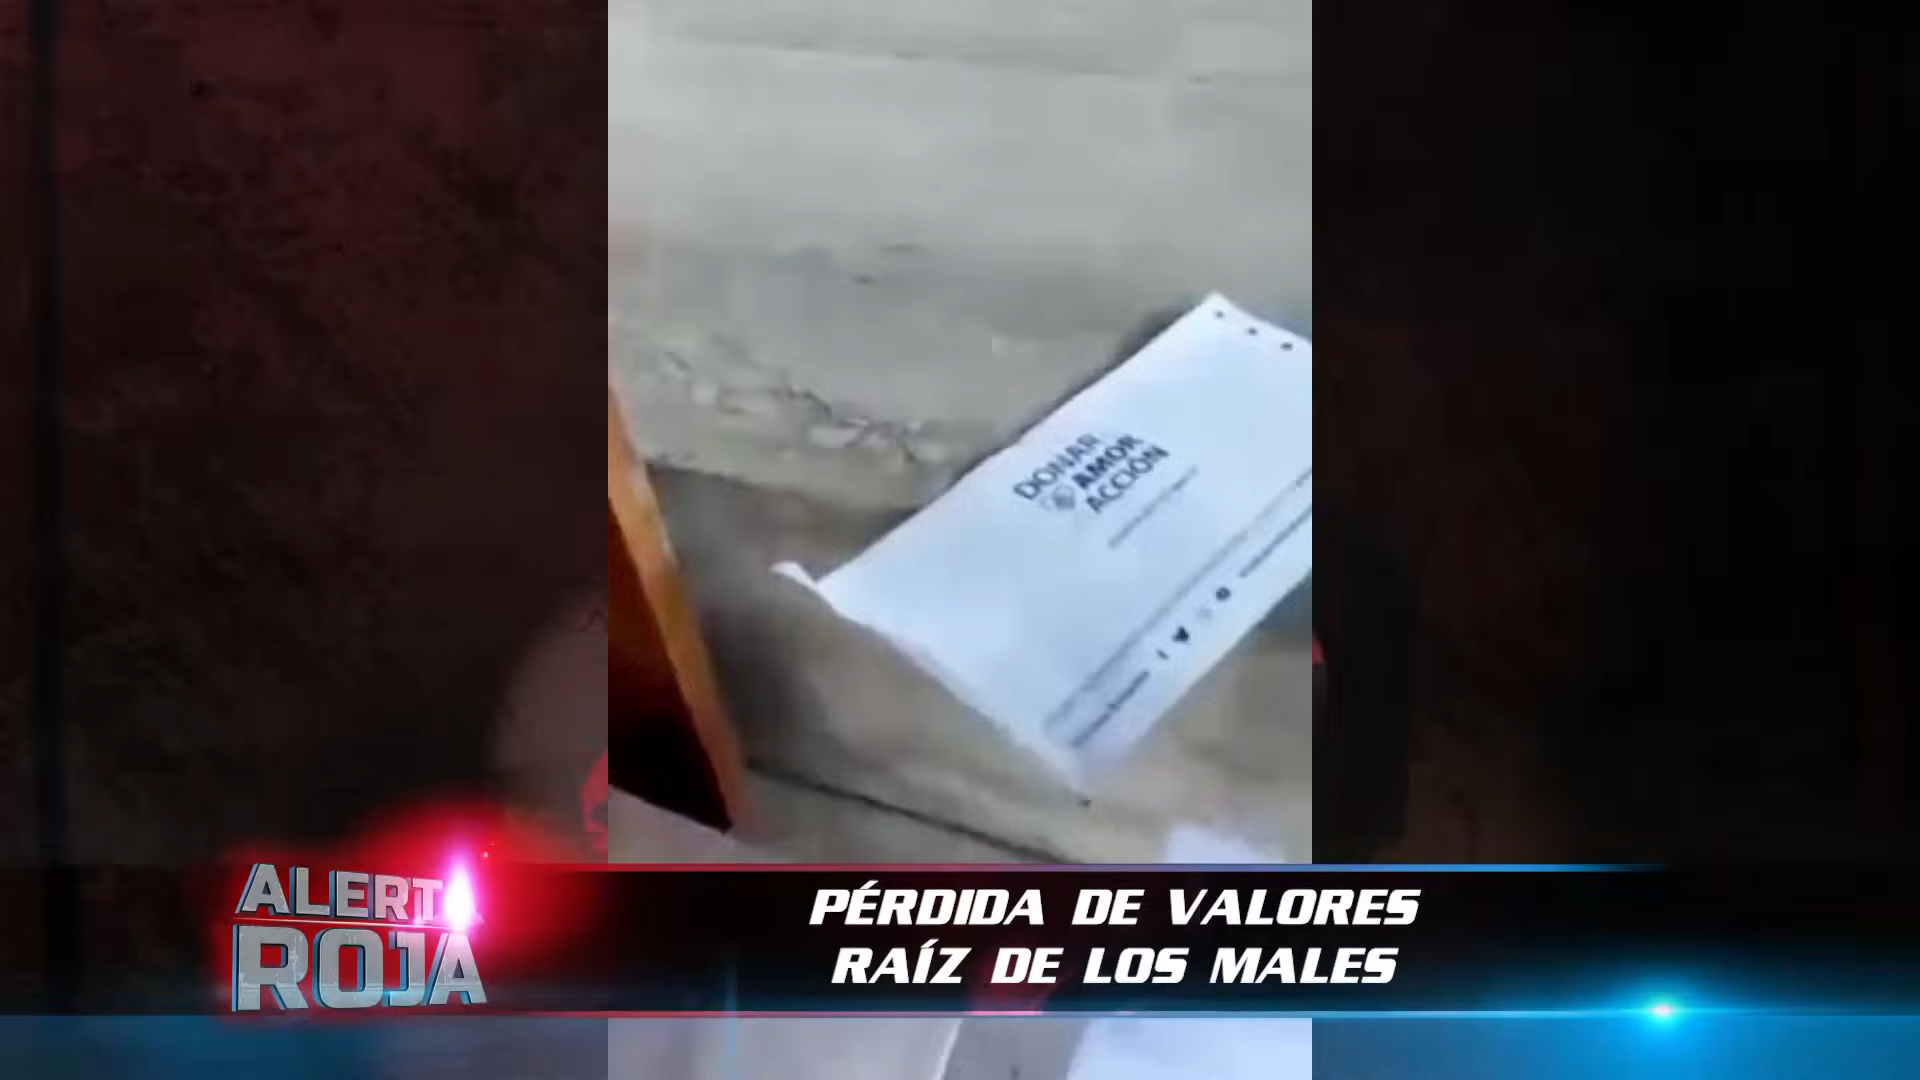 DONAR
AMOR
ACCIÓN
ALERTA
ROJA
PÉRDIDA DE VALORES
RAÍZ DE LOS MALES